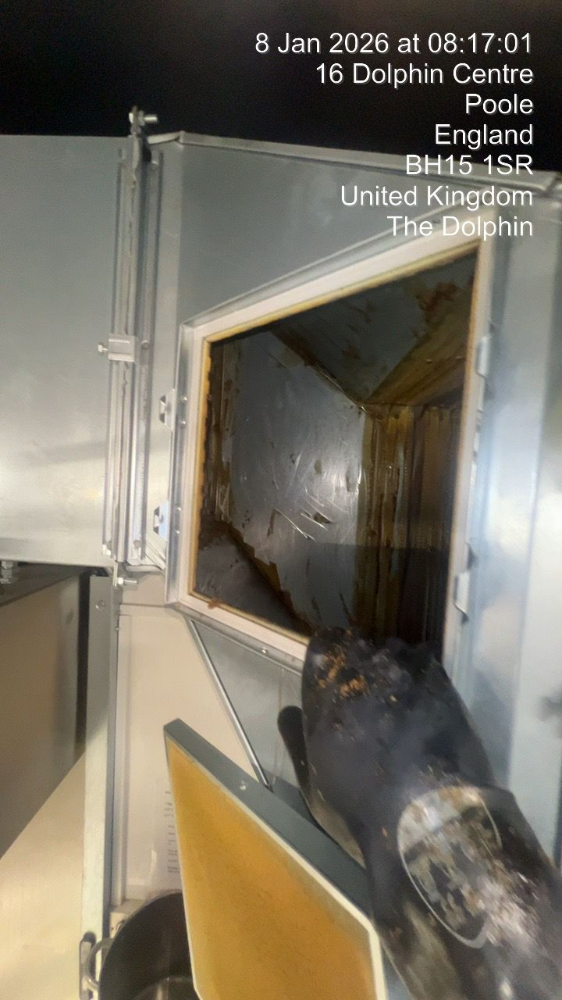 8 Jan 2026 at 08:17:01
16 Dolphin Centre
Poole
England
BH15 1SR
United Kingdom
The Dolphin